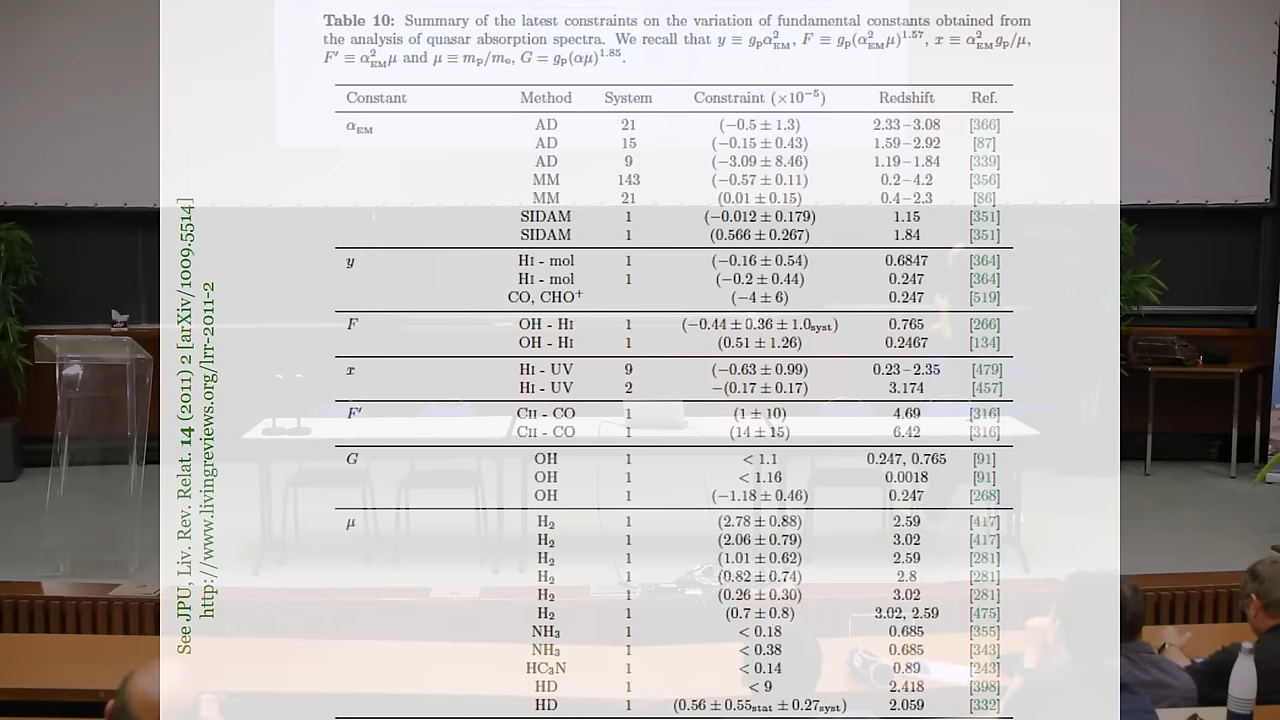 Table 10: Summary of the latest constraints on the variation of fundamental constants obtained from
the analysis of quasar absorption spectra. We recall that y ≡ gpα²EM, F ≡ gp(α²EMμ)^1.57, x ≡ α²EMgp/μ,
F′ ≡ α²EMμ and μ ≡ mp/me, G = gp(αμ)^1.85.
Constant Method System Constraint (×10⁻⁵) Redshift Ref.
αEM AD 21 (−0.5 ± 1.3) 2.33–3.08 [366]
AD 15 (−0.15 ± 0.43) 1.59–2.92 [87]
AD 9 (−3.09 ± 8.46) 1.19–1.84 [339]
MM 143 (−0.57 ± 0.11) 0.2–4.2 [356]
MM 21 (0.01 ± 0.15) 0.4–2.3 [86]
SIDAM 1 (−0.012 ± 0.179) 1.15 [351]
SIDAM 1 (0.566 ± 0.267) 1.84 [351]
y HI - mol 1 (−0.16 ± 0.54) 0.6847 [364]
HI - mol 1 (−0.2 ± 0.44) 0.247 [364]
CO, CHO⁺ (−4 ± 6) 0.247 [519]
F OH - HI 1 (−0.44 ± 0.36 ± 1.0syst) 0.765 [266]
OH - HI 1 (0.51 ± 1.26) 0.2467 [134]
x HI - UV 9 (−0.63 ± 0.99) 0.23–2.35 [479]
HI - UV 2 −(0.17 ± 0.17) 3.174 [457]
F′ CII - CO 1 (1 ± 10) 4.69 [316]
CII - CO 1 (14 ± 15) 6.42 [316]
G OH 1 < 1.1 0.247, 0.765 [91]
OH 1 < 1.16 0.0018 [91]
OH 1 (−1.18 ± 0.46) 0.247 [268]
μ H₂ 1 (2.78 ± 0.88) 2.59 [417]
H₂ 1 (2.06 ± 0.79) 3.02 [417]
H₂ 1 (1.01 ± 0.62) 2.59 [281]
H₂ 1 (0.82 ± 0.74) 2.8 [281]
H₂ 1 (0.26 ± 0.30) 3.02 [281]
H₂ 1 (0.7 ± 0.8) 3.02, 2.59 [475]
NH₃ 1 < 0.18 0.685 [355]
NH₃ 1 < 0.38 0.685 [343]
HC₃N 1 < 0.14 0.89 [243]
HD 1 < 9 2.418 [398]
HD 1 (0.56 ± 0.55stat ± 0.27syst) 2.059 [332]
See JPU, Liv. Rev. Relat. 14 (2011) 2 [arXiv/1009.5514]
http://www.livingreviews.org/lrr-2011-2